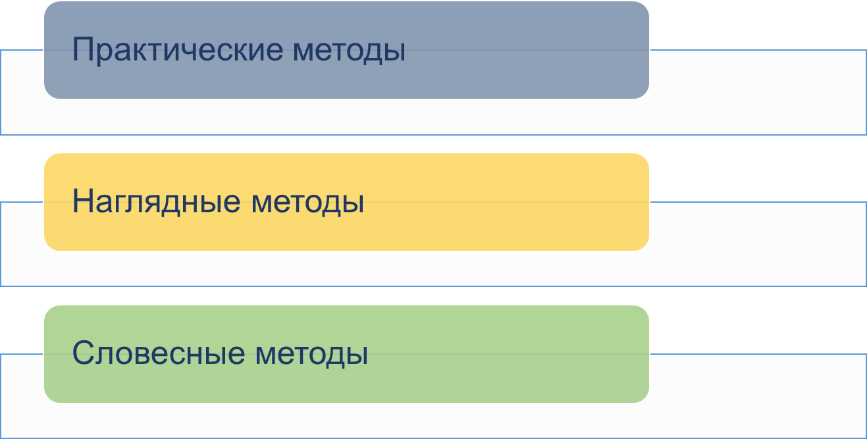 Практические методы
Наглядные методы
Словесные методы